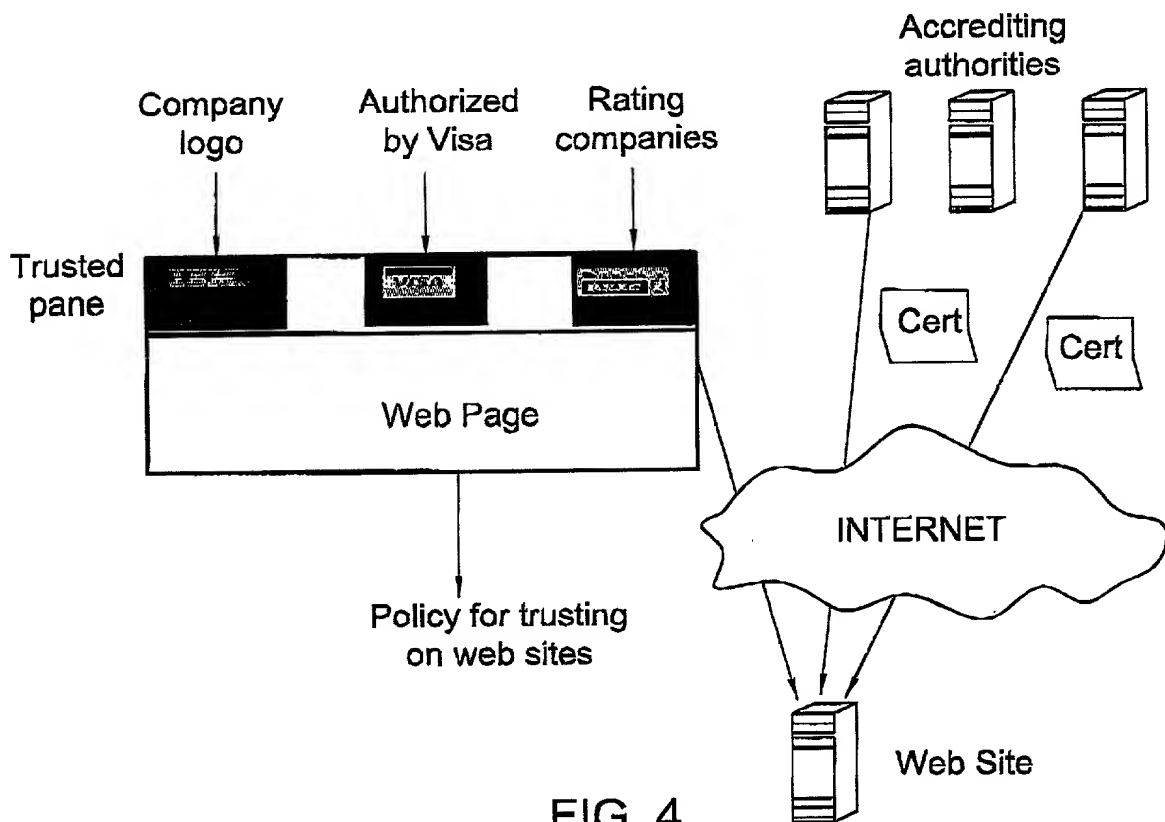 Accrediting
authorities
Company
logo
Authorized
by Visa
Rating
companies
Trusted
pane
VISA
Cert
Cert
Web Page
INTERNET
Policy for trusting
on web sites
Web Site
FIG. 4